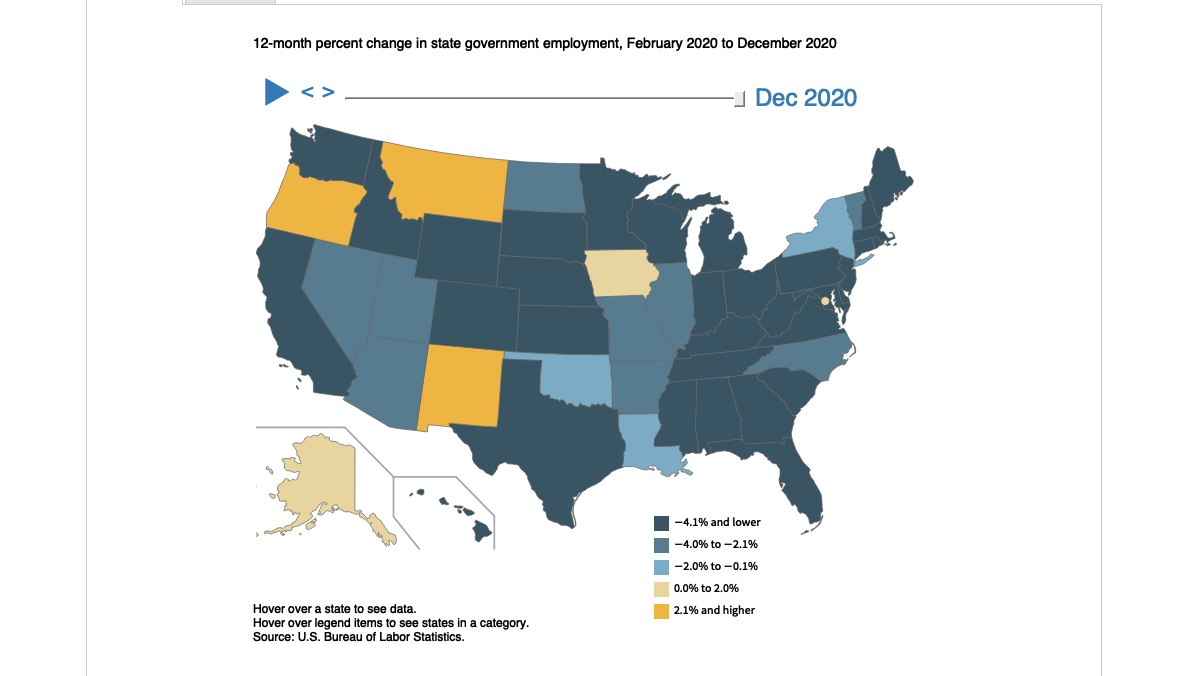 12-month percent change in state government employment, February 2020 to December 2020
< >
Dec 2020
−4.1% and lower
−4.0% to −2.1%
−2.0% to −0.1%
0.0% to 2.0%
2.1% and higher
Hover over a state to see data.
Hover over legend items to see states in a category.
Source: U.S. Bureau of Labor Statistics.